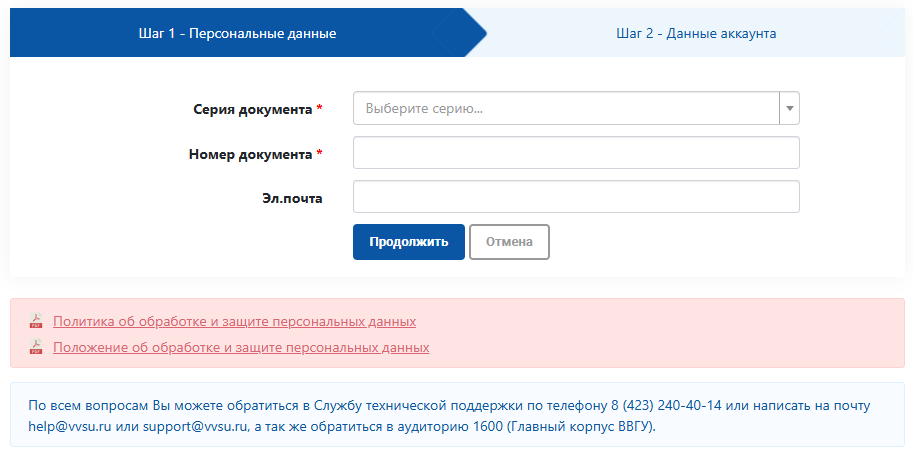 Шаг 1 - Персональные данные
Шаг 2 - Данные аккаунта
Серия документа *
Выберите серию...
Номер документа *
Эл.почта
Продолжить
Отмена
Политика об обработке и защите персональных данных
Положение об обработке и защите персональных данных
По всем вопросам Вы можете обратиться в Службу технической поддержки по телефону 8 (423) 240-40-14 или написать на почту
help@vvsu.ru или support@vvsu.ru, а так же обратиться в аудиторию 1600 (Главный корпус ВВГУ).